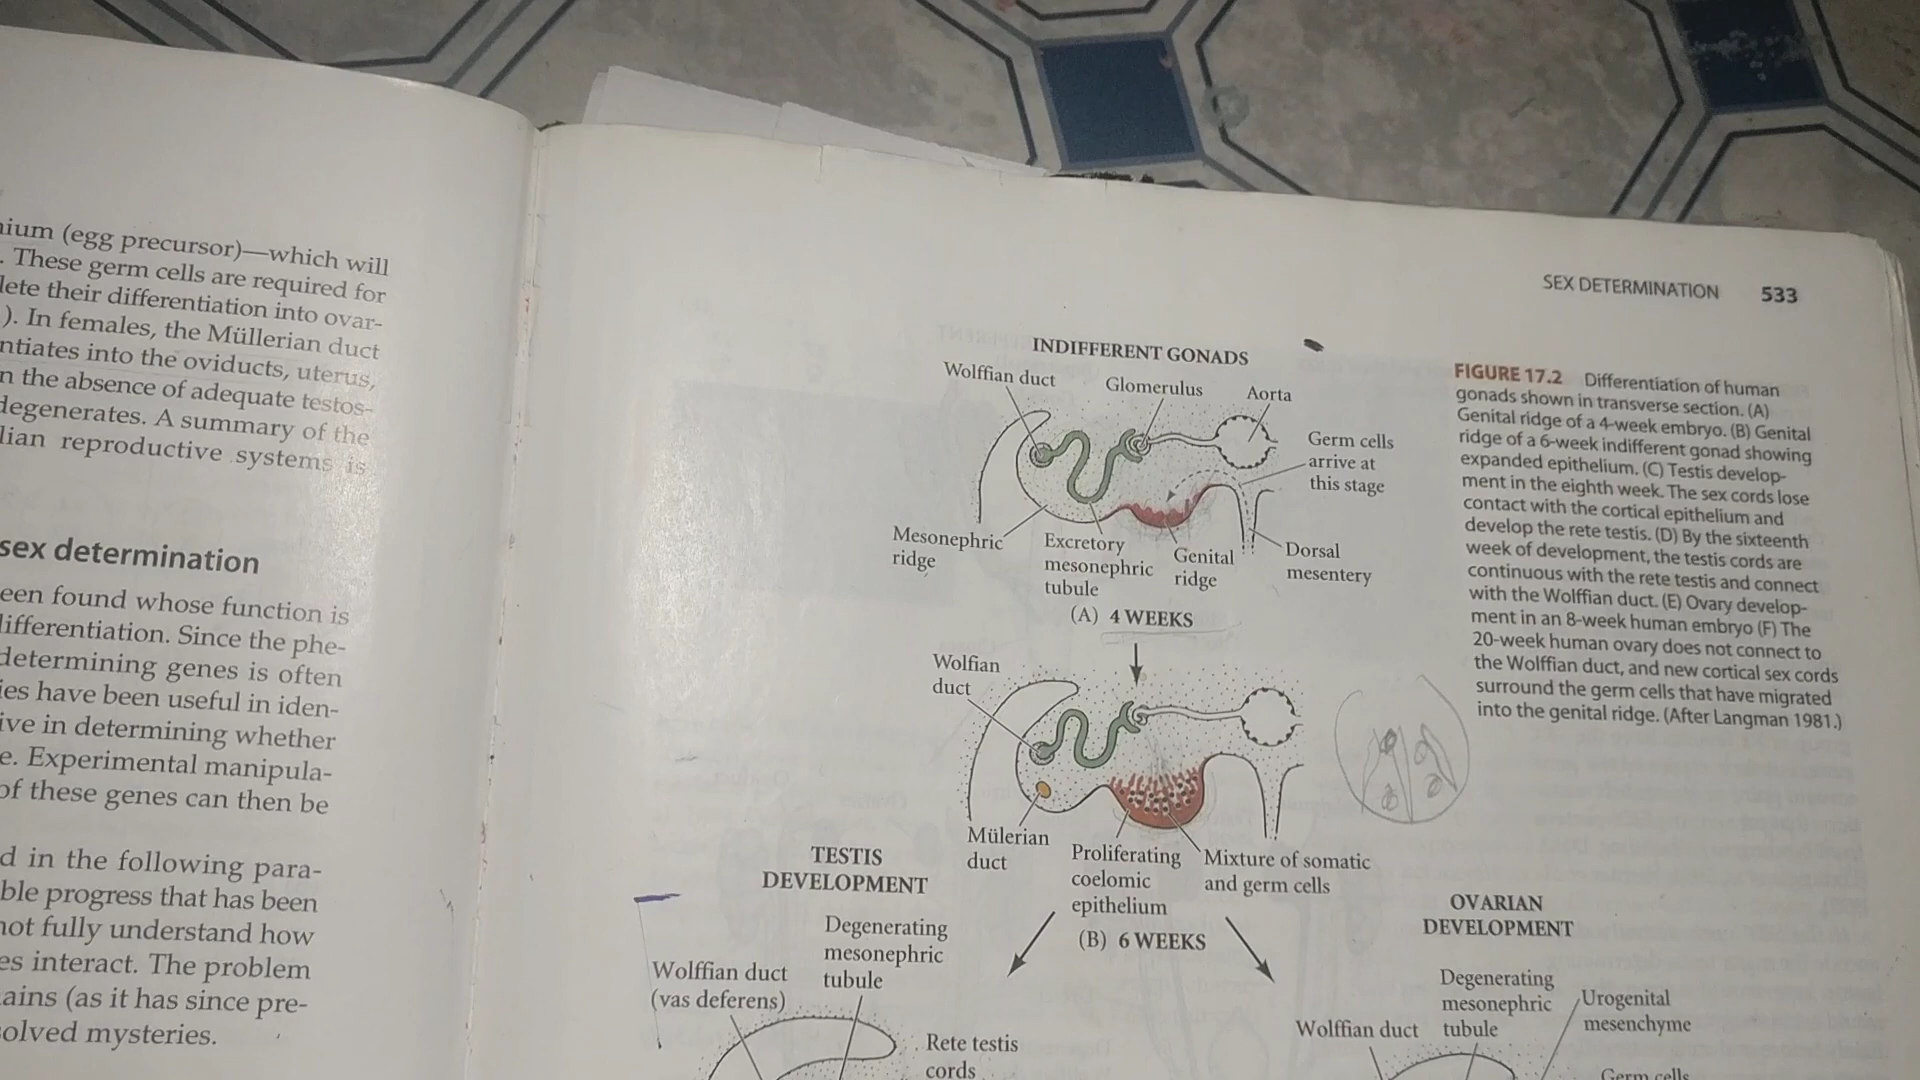 (egg precursor)—which will
. These germ cells are required for
their differentiation into ovar-
). In females, the Müllerian duct
into the oviducts, uterus,
the absence of adequate testos-
degenerates. A summary of the
reproductive systems is
sex determination
been found whose function is
differentiation. Since the phe-
determining genes is often
have been useful in iden-
in determining whether
Experimental manipula-
of these genes can then be
in the following para-
progress that has been
not fully understand how
interact. The problem
(as it has since pre-
mysteries.
SEX DETERMINATION 533
INDIFFERENT GONADS
Wolffian duct
Glomerulus
Aorta
Germ cells
arrive at
this stage
Mesonephric
ridge
Excretory
mesonephric
tubule
Genital
ridge
Dorsal
mesentery
(A) 4 WEEKS
Wolfian
duct
Mülerian
duct
Proliferating
coelomic
epithelium
Mixture of somatic
and germ cells
(B) 6 WEEKS
TESTIS
DEVELOPMENT
Degenerating
mesonephric
tubule
Wolffian duct
(vas deferens)
Rete testis
cords
OVARIAN
DEVELOPMENT
Degenerating
mesonephric
tubule
Wolffian duct
Urogenital
mesenchyme
Germ cells
FIGURE 17.2 Differentiation of human
gonads shown in transverse section. (A)
Genital ridge of a 4-week embryo. (B) Genital
ridge of a 6-week indifferent gonad showing
expanded epithelium. (C) Testis develop-
ment in the eighth week. The sex cords lose
contact with the cortical epithelium and
develop the rete testis. (D) By the sixteenth
week of development, the testis cords are
continuous with the rete testis and connect
with the Wolffian duct. (E) Ovary develop-
ment in an 8-week human embryo (F) The
20-week human ovary does not connect to
the Wolffian duct, and new cortical sex cords
surround the germ cells that have migrated
into the genital ridge. (After Langman 1981.)